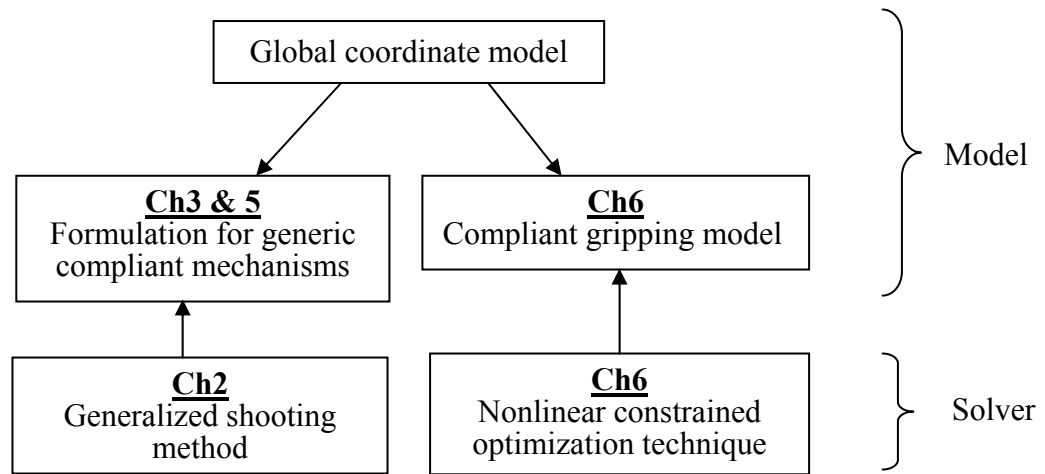 Global coordinate model
Model
Ch3 & 5
Formulation for generic
compliant mechanisms
Ch6
Compliant gripping model
Ch2
Generalized shooting
method
Ch6
Nonlinear constrained
optimization technique
Solver